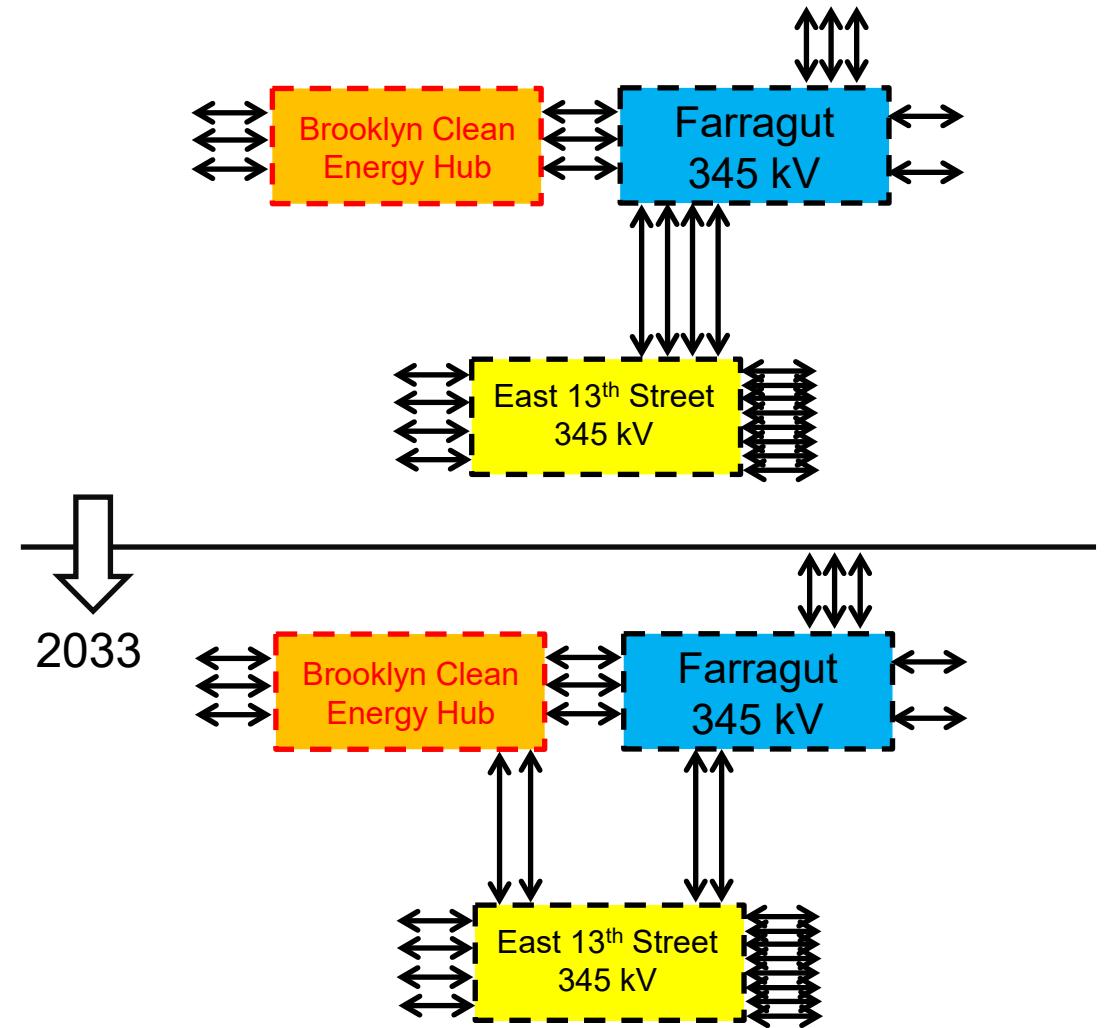 Brooklyn Clean
Energy Hub
Farragut
345 kV
East 13th Street
345 kV
2033
Brooklyn Clean
Energy Hub
Farragut
345 kV
East 13th Street
345 kV